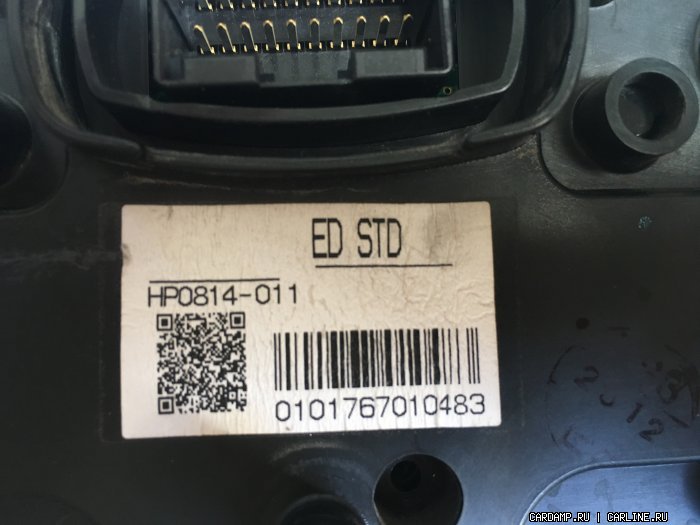 ED STD
HP0814-011
0101767010483
CARDAMP.RU | CARLINE.RU